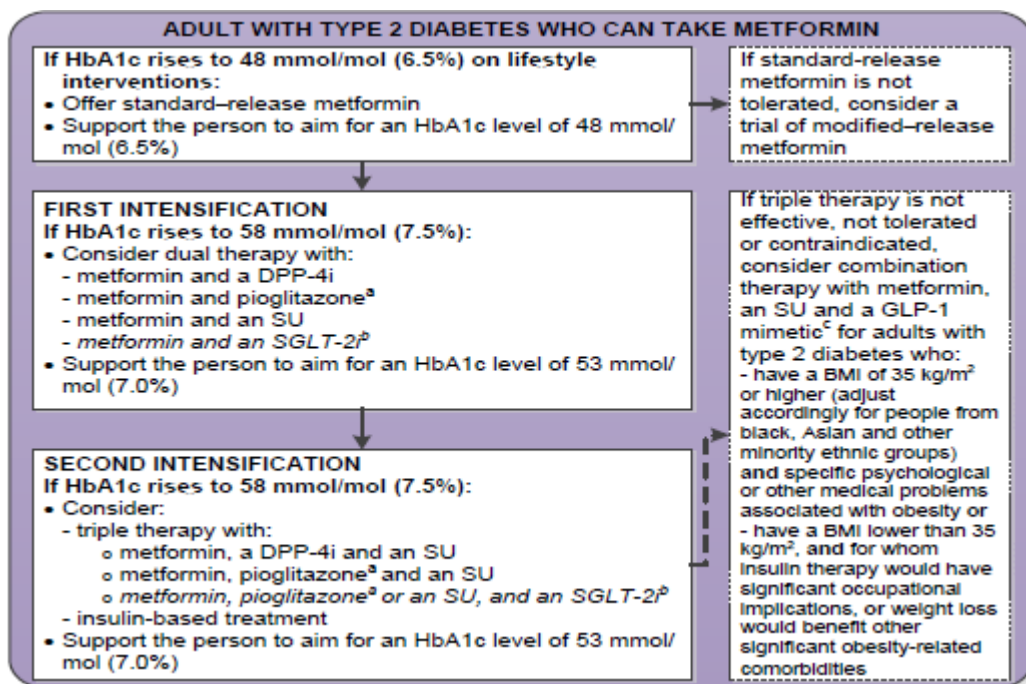 ADULT WITH TYPE 2 DIABETES WHO CAN TAKE METFORMIN
If HbA1c rises to 48 mmol/mol (6.5%) on lifestyle
interventions:
• Offer standard–release metformin
• Support the person to aim for an HbA1c level of 48 mmol/
mol (6.5%)
If standard-release
metformin is not
tolerated, consider a
trial of modified–release
metformin
FIRST INTENSIFICATION
If HbA1c rises to 58 mmol/mol (7.5%):
• Consider dual therapy with:
- metformin and a DPP-4i
- metformin and pioglitazoneᵃ
- metformin and an SU
- metformin and an SGLT-2iᵇ
• Support the person to aim for an HbA1c level of 53 mmol/
mol (7.0%)
SECOND INTENSIFICATION
If HbA1c rises to 58 mmol/mol (7.5%):
• Consider:
- triple therapy with:
o metformin, a DPP-4i and an SU
o metformin, pioglitazoneᵃ and an SU
o metformin, pioglitazoneᵃ or an SU, and an SGLT-2iᵇ
- insulin-based treatment
• Support the person to aim for an HbA1c level of 53 mmol/
mol (7.0%)
If triple therapy is not
effective, not tolerated
or contraindicated,
consider combination
therapy with metformin,
an SU and a GLP-1
mimeticᶜ for adults with
type 2 diabetes who:
- have a BMI of 35 kg/m²
or higher (adjust
accordingly for people from
black, Asian and other
minority ethnic groups)
and specific psychological
or other medical problems
associated with obesity or
- have a BMI lower than 35
kg/m², and for whom
insulin therapy would have
significant occupational
implications, or weight loss
would benefit other
significant obesity-related
comorbidities